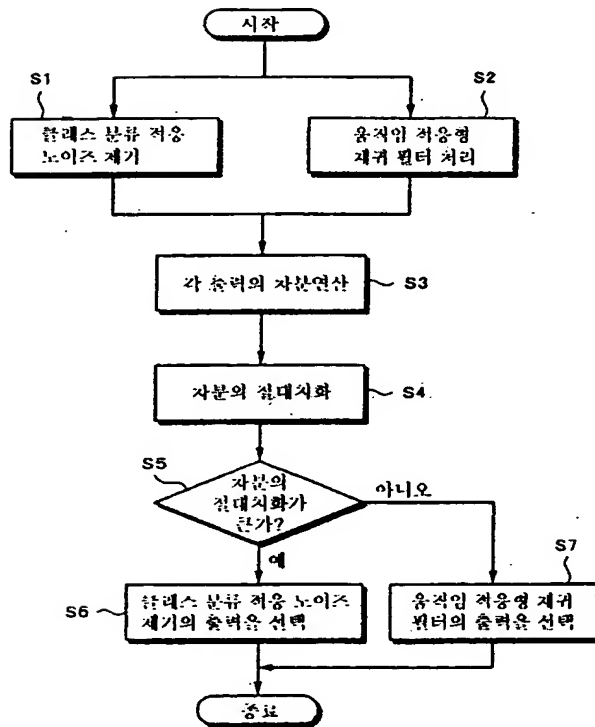 시작
S1
S2
클래스 분류 적응
노이즈 제거
움직임 적응형
재귀 필터 처리
각 출력의 차분연산
S3
차분의 절대치화
S4
S5
차분의
절대치화가
큰가?
아니오
예
S6
클래스 분류 적응 노이즈
제거의 출력을 선택
S7
움직임 적응형 재귀
필터의 출력을 선택
종료